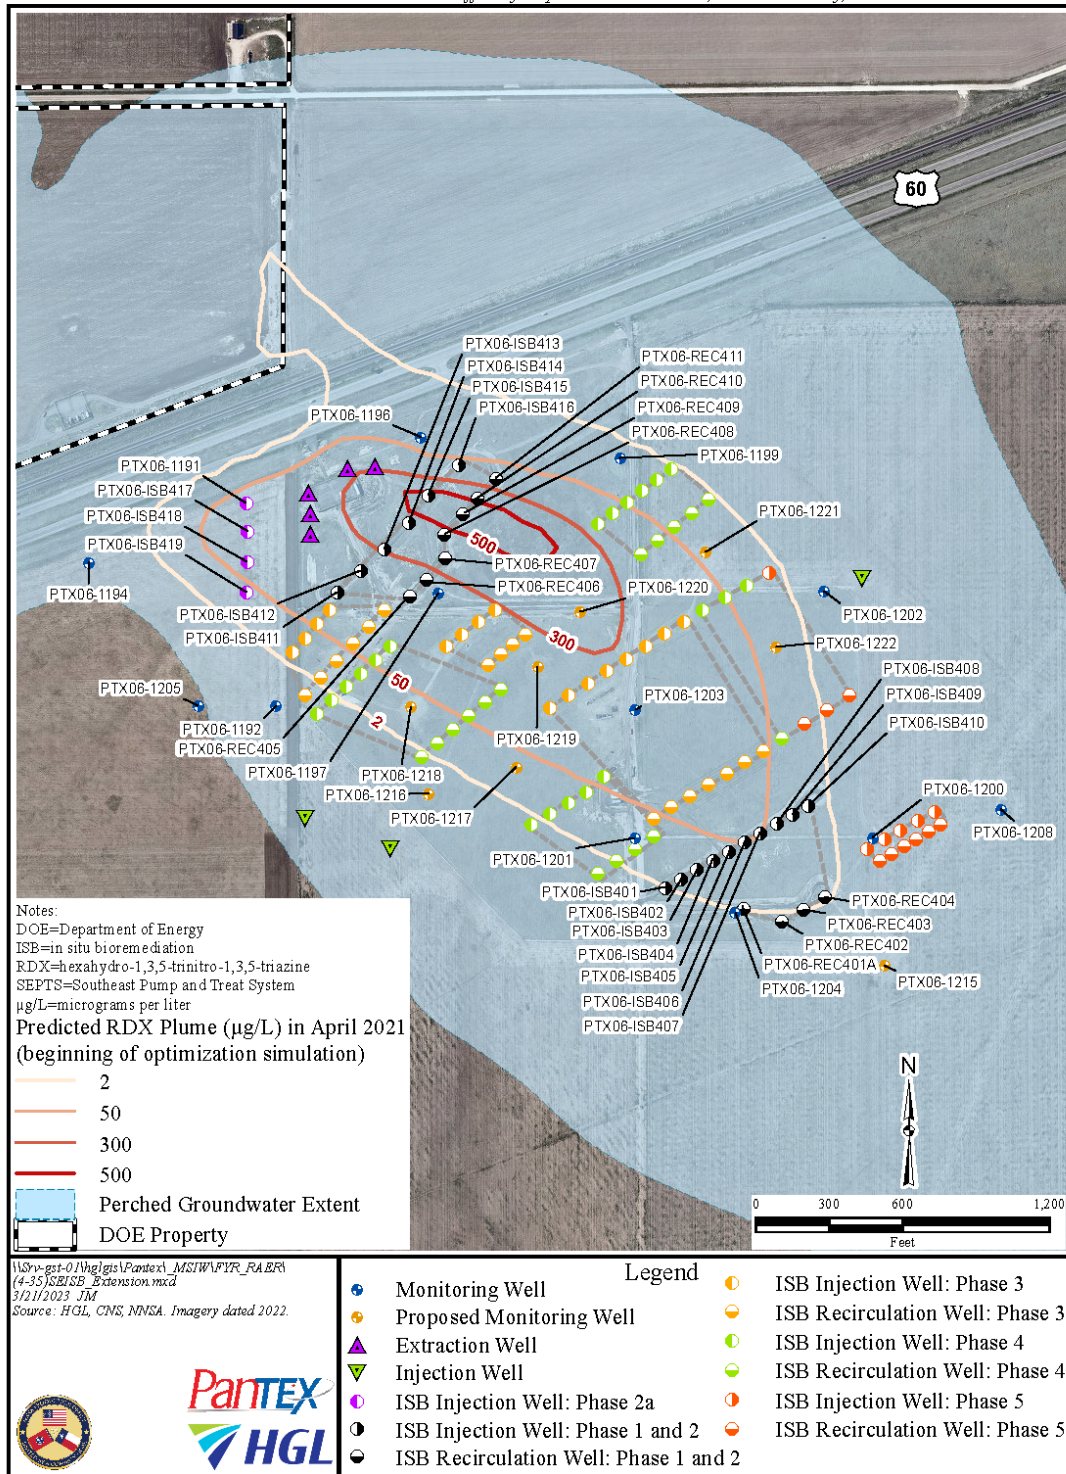 60
PTX06-ISB413
PTX06-ISB414
PTX06-ISB415
PTX06-ISB416
PTX06-REC411
PTX06-REC410
PTX06-REC409
PTX06-REC408
PTX06-1196
PTX06-1199
PTX06-1191
PTX06-ISB417
PTX06-ISB418
PTX06-ISB419
PTX06-1221
500
PTX06-REC407
PTX06-REC406
PTX06-1220
PTX06-1194
PTX06-ISB412
PTX06-ISB411
PTX06-1202
PTX06-1222
300
50
2
PTX06-1205
PTX06-1192
PTX06-REC405
PTX06-1197
PTX06-1203
PTX06-ISB408
PTX06-ISB409
PTX06-ISB410
PTX06-1219
PTX06-1218
PTX06-1216
PTX06-1217
PTX06-1200
PTX06-1208
PTX06-1201
PTX06-ISB401
PTX06-ISB402
PTX06-ISB403
PTX06-ISB404
PTX06-ISB405
PTX06-ISB406
PTX06-ISB407
PTX06-REC404
PTX06-REC403
PTX06-REC402
PTX06-REC401A
PTX06-1204
PTX06-1215
Notes:
DOE=Department of Energy
ISB=in situ bioremediation
RDX=hexahydro-1,3,5-trinitro-1,3,5-triazine
SEPTS=Southeast Pump and Treat System
µg/L=micrograms per liter
Predicted RDX Plume (µg/L) in April 2021
(beginning of optimization simulation)
2
50
300
500
Perched Groundwater Extent
DOE Property
N
0 300 600 1,200
Feet
\\Srv-gst-01\hglgis\Pantex\_MSIW\FYR_RAER\
(4-35)SEISB_Extension.mxd
3/21/2023 JM
Source: HGL, CNS, NNSA. Imagery dated 2022.
PANTEX
HGL
Legend
Monitoring Well
Proposed Monitoring Well
Extraction Well
Injection Well
ISB Injection Well: Phase 2a
ISB Injection Well: Phase 1 and 2
ISB Recirculation Well: Phase 1 and 2
ISB Injection Well: Phase 3
ISB Recirculation Well: Phase 3
ISB Injection Well: Phase 4
ISB Recirculation Well: Phase 4
ISB Injection Well: Phase 5
ISB Recirculation Well: Phase 5